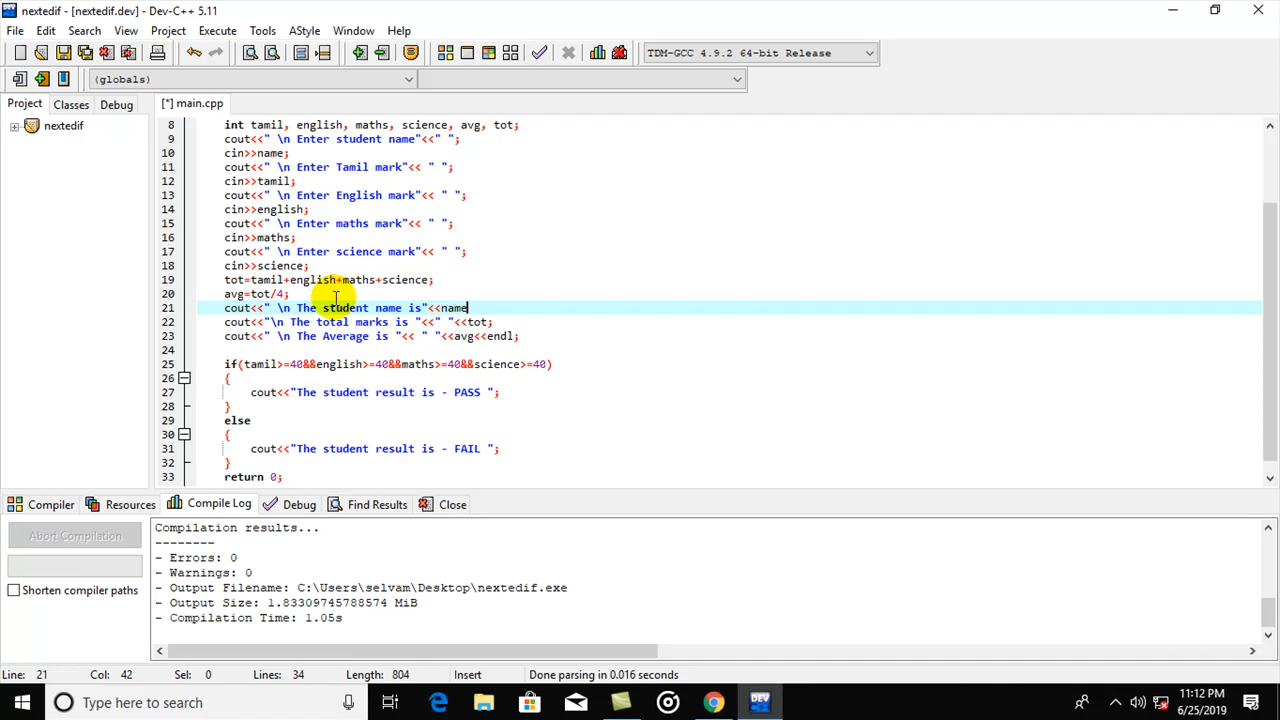 nextedif - [nextedif.dev] - Dev-C++ 5.11
File Edit Search View Project Execute Tools AStyle Window Help
TDM-GCC 4.9.2 64-bit Release
(globals)
Project Classes Debug [*] main.cpp
nextedif
8 int tamil, english, maths, science, avg, tot;
9 cout<<" \n Enter student name"<<" ";
10 cin>>name;
11 cout<<" \n Enter Tamil mark"<< " ";
12 cin>>tamil;
13 cout<<" \n Enter English mark"<< " ";
14 cin>>english;
15 cout<<" \n Enter maths mark"<< " ";
16 cin>>maths;
17 cout<<" \n Enter science mark"<< " ";
18 cin>>science;
19 tot=tamil+english+maths+science;
20 avg=tot/4;
21 cout<<" \n The student name is"<<name
22 cout<<"\n The total marks is "<<" "<<tot;
23 cout<<" \n The Average is "<< " "<<avg<<endl;
24
25 if(tamil>=40&&english>=40&&maths>=40&&science>=40)
26 {
27 cout<<"The student result is - PASS ";
28 }
29 else
30 {
31 cout<<"The student result is - FAIL ";
32 }
33 return 0;
Compiler Resources Compile Log Debug Find Results Close
Abort Compilation
Shorten compiler paths
Compilation results...
--------
- Errors: 0
- Warnings: 0
- Output Filename: C:\Users\selvam\Desktop\nextedif.exe
- Output Size: 1.83309745788574 MiB
- Compilation Time: 1.05s
Line: 21 Col: 42 Sel: 0 Lines: 34 Length: 804 Insert Done parsing in 0.016 seconds
Type here to search
DEV
11:12 PM
6/25/2019